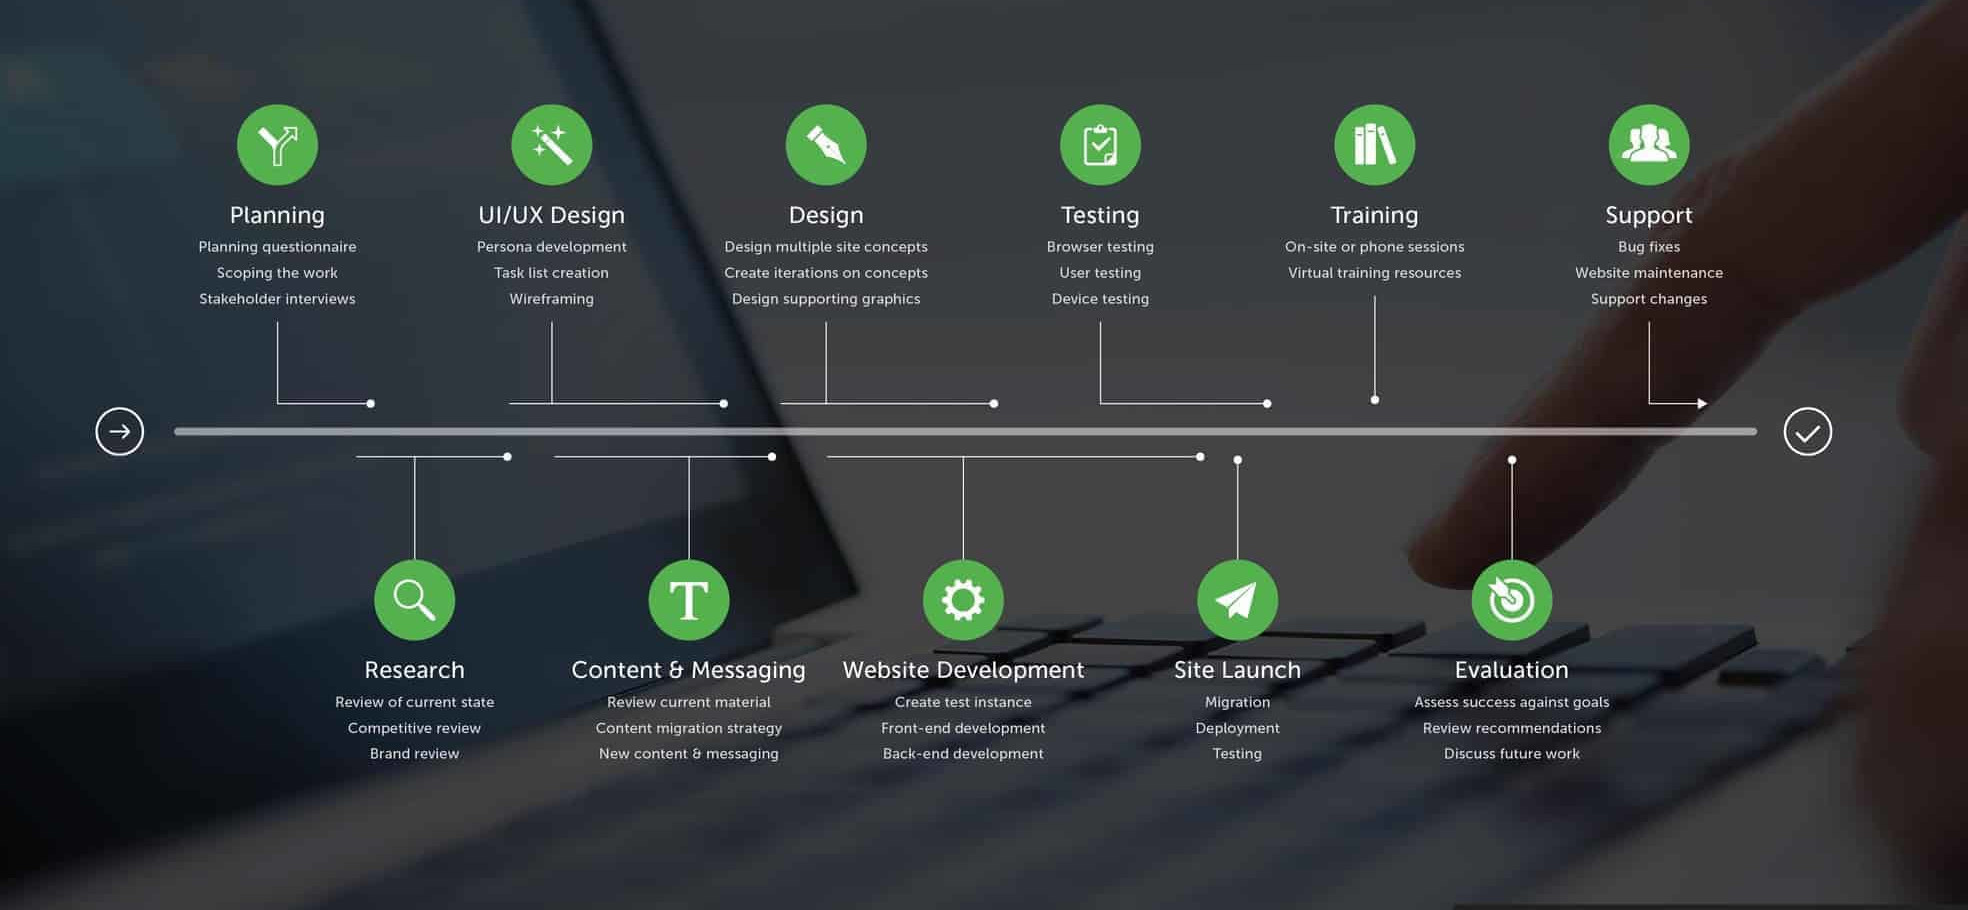 Planning
Planning questionnaire
Scoping the work
Stakeholder interviews
UI/UX Design
Persona development
Task list creation
Wireframing
Design
Design multiple site concepts
Create iterations on concepts
Design supporting graphics
Testing
Browser testing
User testing
Device testing
Training
On-site or phone sessions
Virtual training resources
Support
Bug fixes
Website maintenance
Support changes
Research
Review of current state
Competitive review
Brand review
T
Content & Messaging
Review current material
Content migration strategy
New content & messaging
Website Development
Create test instance
Front-end development
Back-end development
Site Launch
Migration
Deployment
Testing
Evaluation
Assess success against goals
Review recommendations
Discuss future work